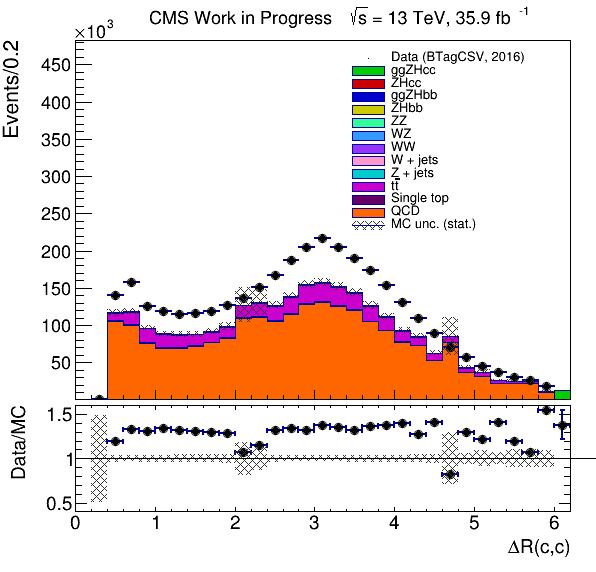 CMS Work in Progress √s = 13 TeV, 35.9 fb⁻¹
×10³
Events/0.2
450
400
350
300
250
200
150
100
50
Data (BTagCSV, 2016)
ggZHcc
ZHcc
ggZHbb
ZHbb
ZZ
WZ
WW
W + jets
Z + jets
tt̅
Single top
QCD
MC unc. (stat.)
Data/MC
1.5
1
0.5
0 1 2 3 4 5 6
ΔR(c,c)